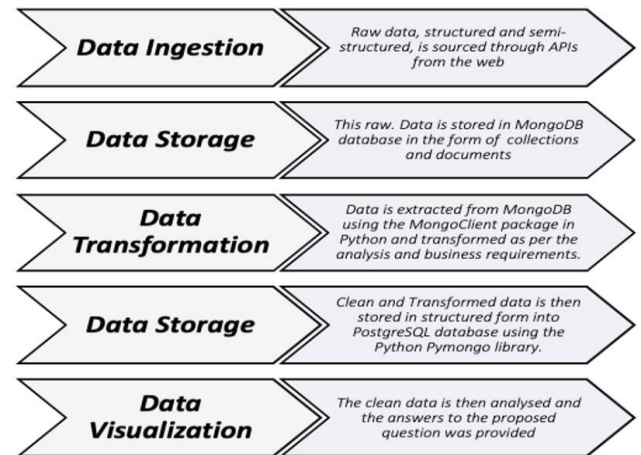 Data Ingestion
Raw data, structured and semi-
structured, is sourced through APIs
from the web
Data Storage
This raw. Data is stored in MongoDB
database in the form of collections
and documents
Data
Transformation
Data is extracted from MongoDB
using the MongoClient package in
Python and transformed as per the
analysis and business requirements.
Data Storage
Clean and Transformed data is then
stored in structured form into
PostgreSQL database using the
Python Pymongo library.
Data
Visualization
The clean data is then analysed and
the answers to the proposed
question was provided